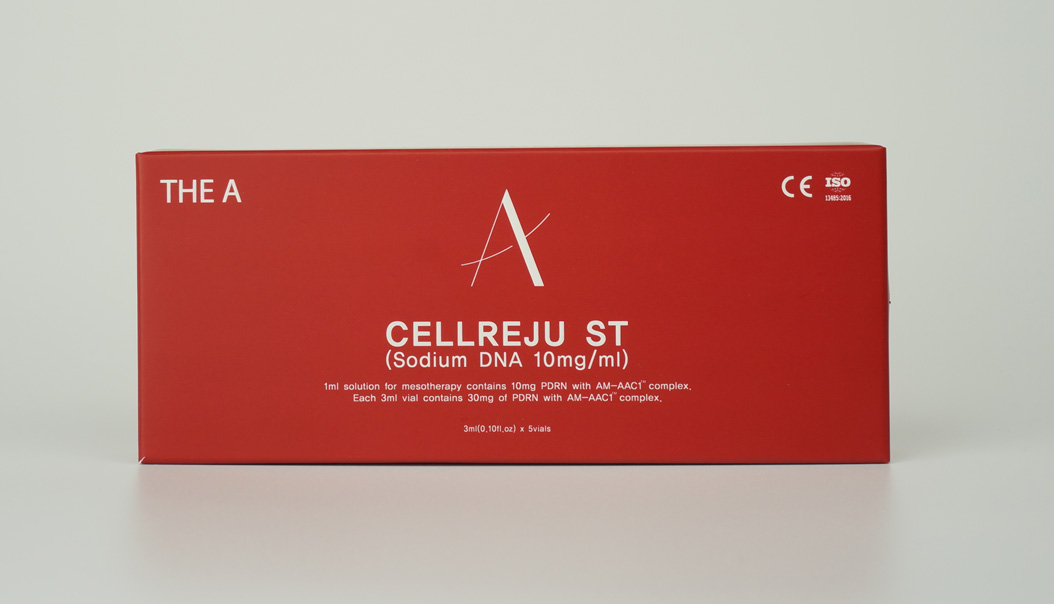 THE A
CE ISO
13485:2016
A
CELLREJU ST
(Sodium DNA 10mg/ml)
1ml solution for mesotherapy contains 10mg PDRN with AM-AAC1™ complex.
Each 3ml vial contains 30mg of PDRN with AM-AAC1™ complex.
3ml(0.10fl.oz) x 5vials